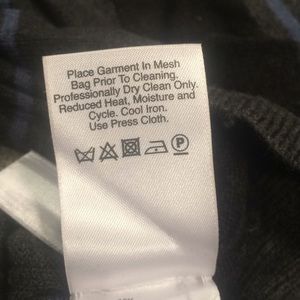 Place Garment In Mesh
Bag Prior To Cleaning.
Professionally Dry Clean Only.
Reduced Heat, Moisture and
Cycle. Cool Iron.
Use Press Cloth.
P